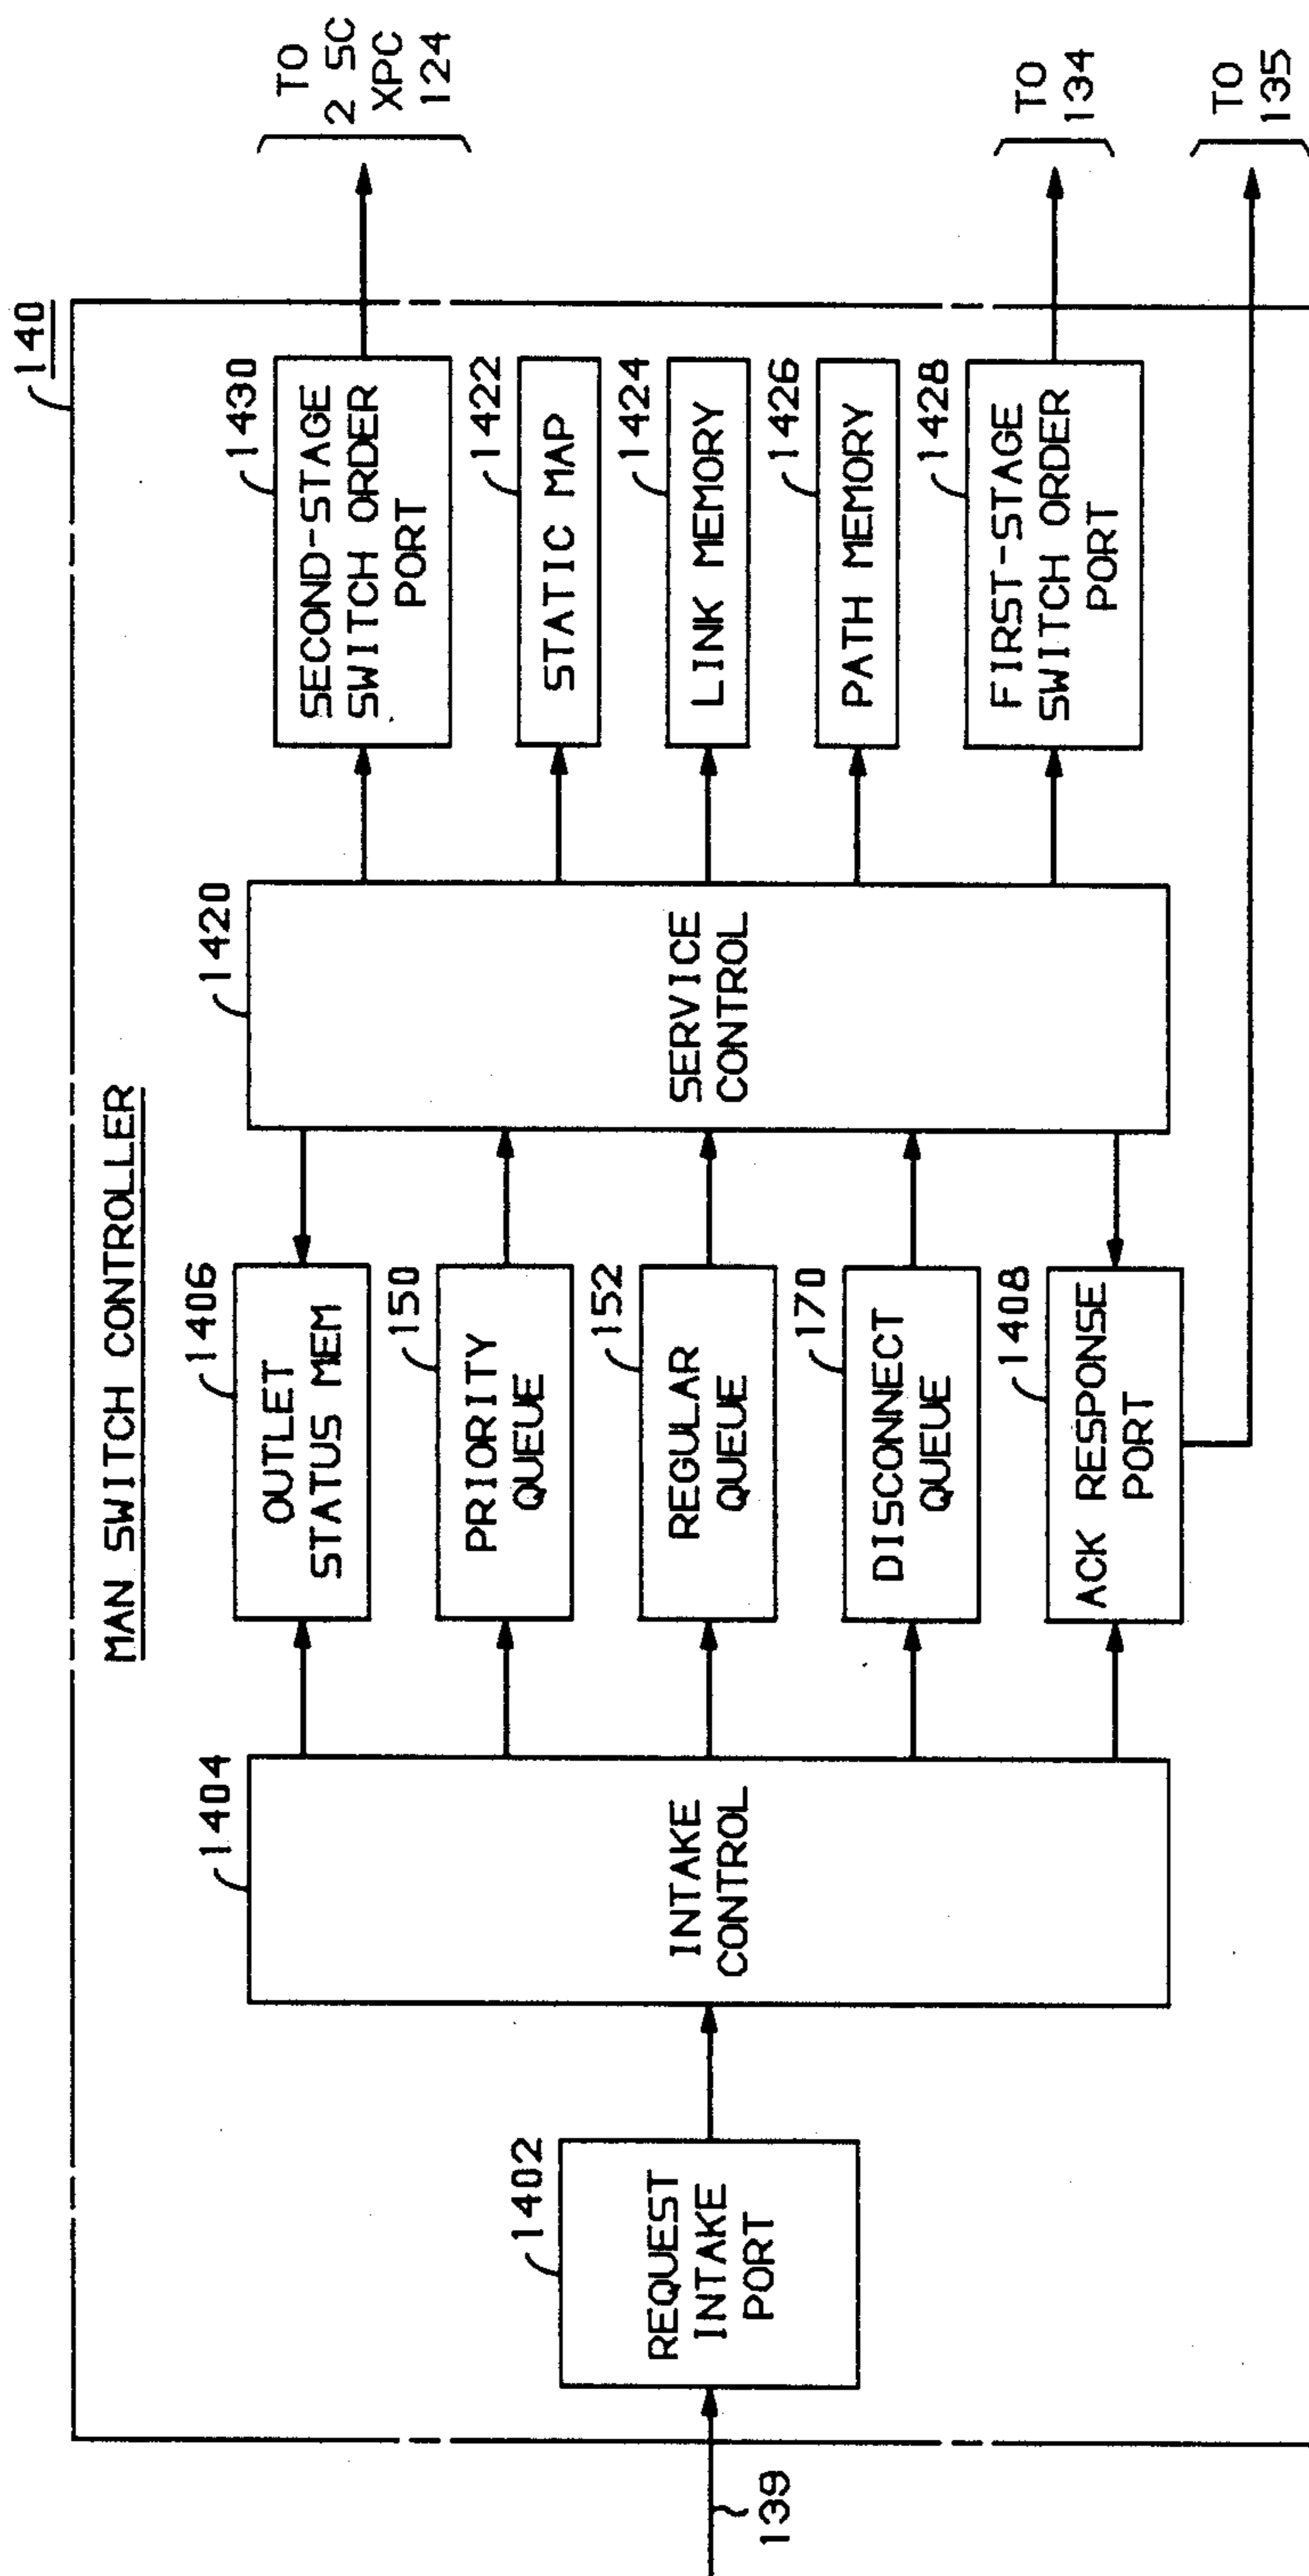 MAN SWITCH CONTROLLER
140
139
1402
REQUEST
INTAKE
PORT
1404
INTAKE
CONTROL
1406
OUTLET
STATUS MEM
150
PRIORITY
QUEUE
152
REGULAR
QUEUE
170
DISCONNECT
QUEUE
1408
ACK RESPONSE
PORT
1420
SERVICE
CONTROL
1430
SECOND-STAGE
SWITCH ORDER
PORT
1422
STATIC MAP
1424
LINK MEMORY
1426
PATH MEMORY
1428
FIRST-STAGE
SWITCH ORDER
PORT
TO
2 SC
XPC
124
TO
134
TO
135